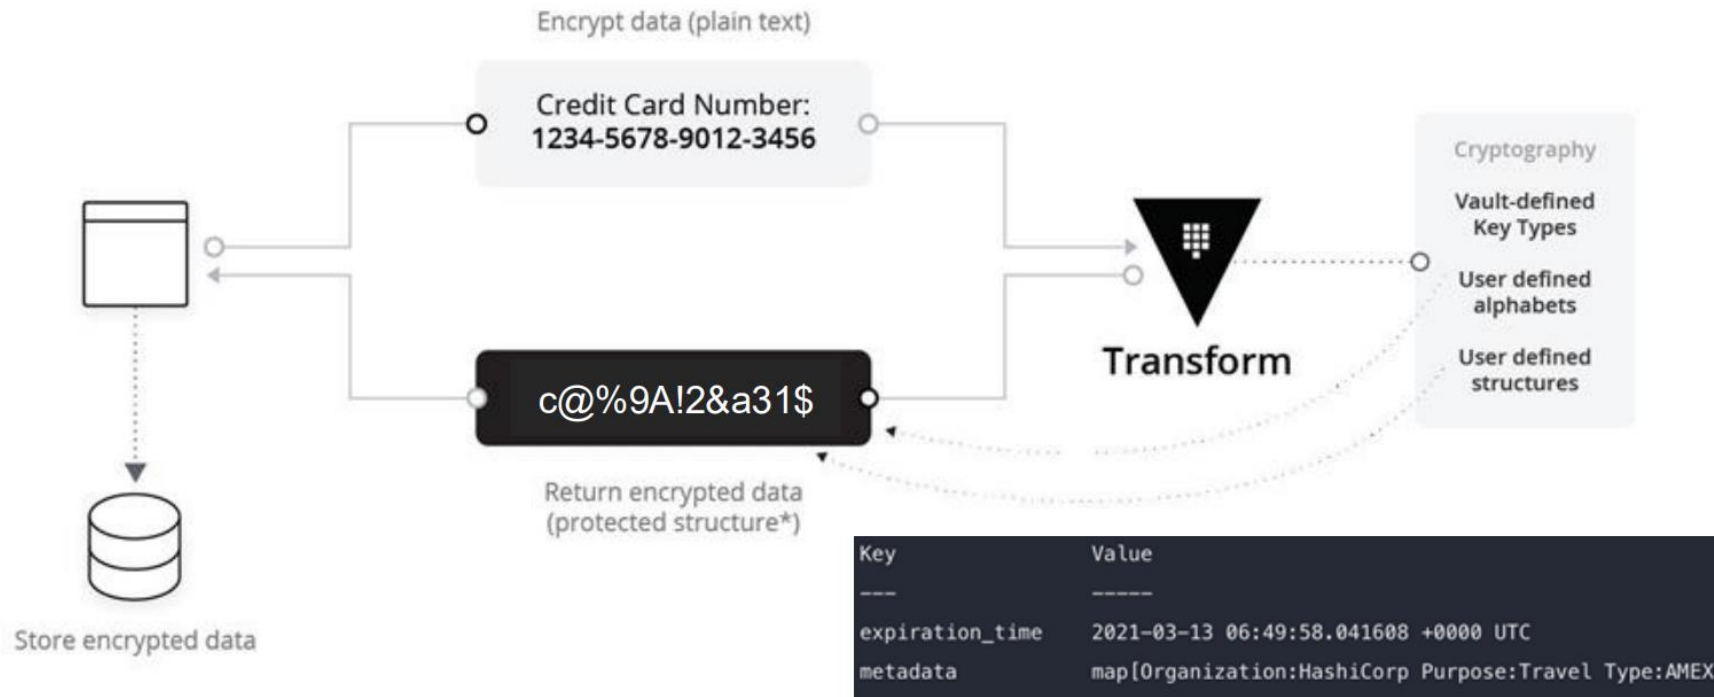 Encrypt data (plain text)
Credit Card Number:
1234-5678-9012-3456
Cryptography
Vault-defined
Key Types
User defined
alphabets
User defined
structures
Transform
c@%9A!2&a31$
Return encrypted data
(protected structure*)
Store encrypted data
Key Value
--- -----
expiration_time 2021-03-13 06:49:58.041608 +0000 UTC
metadata map[Organization:HashiCorp Purpose:Travel Type:AMEX